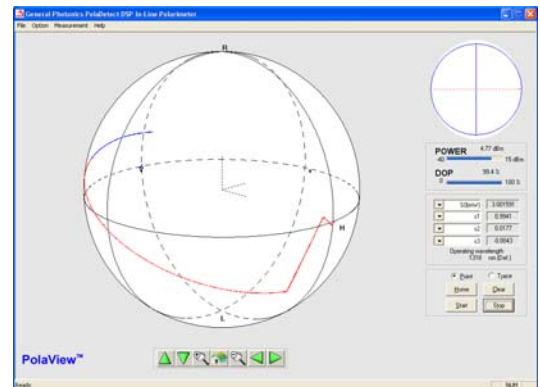 General Photonics PolaDetect DSP In-Line Polarimeter
File Option Measurement Help
R
V
H
L
POWER 4.77 dBm
-40 15 dBm
DOP 99.4 %
0 100 %
S0(mW) 3.001591
s1 0.9941
s2 0.0177
s3 -0.0043
Operating wavelength
1310 nm (Def.)
Point Trace
Home Clear
Start Stop
PolaView™
Ready NUM